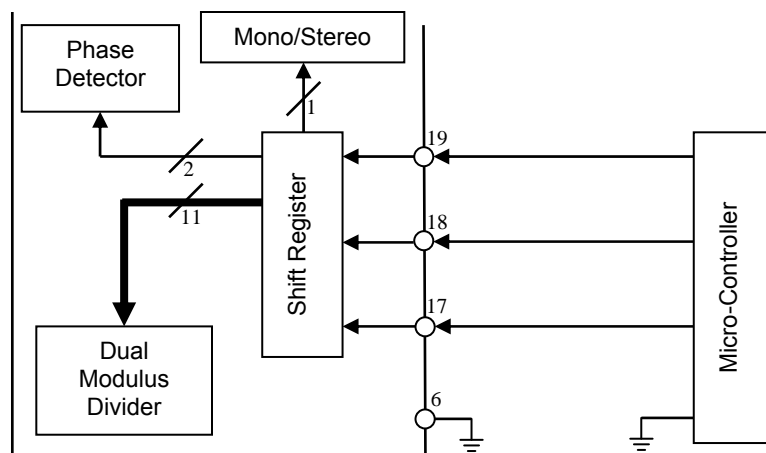 Mono/Stereo
Phase
Detector
1
19
2
11
Shift Register
18
17
Micro-Controller
Dual
Modulus
Divider
6